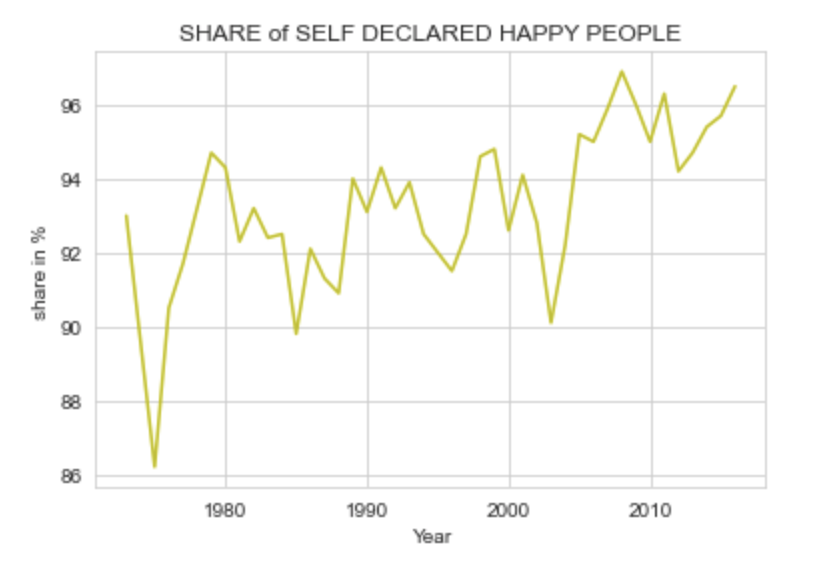 SHARE of SELF DECLARED HAPPY PEOPLE
share in %
96
94
92
90
88
86
1980 1990 2000 2010
Year